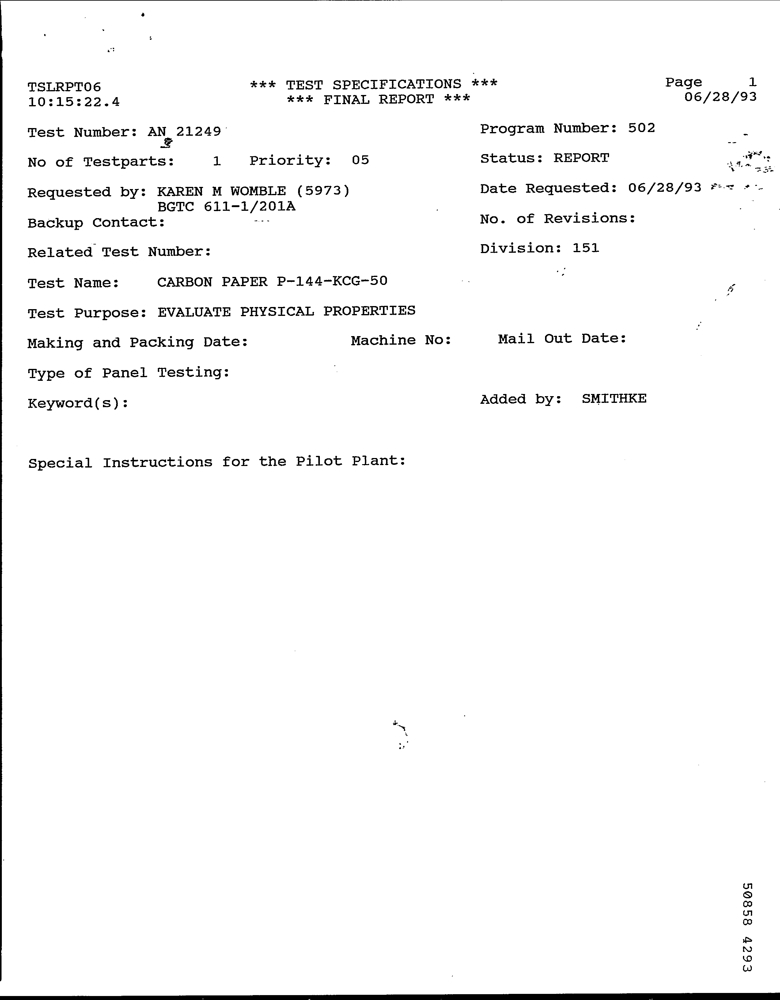 TSLRPT06 *** TEST SPECIFICATIONS *** Page 1
10:15:22.4 *** FINAL REPORT *** 06/28/93
Test Number: AN 21249 Program Number: 502
No of Testparts: 1 Priority: 05 Status: REPORT
Requested by: KAREN M WOMBLE (5973) Date Requested: 06/28/93
BGTC 611-1/201A
Backup Contact: No. of Revisions:
Related Test Number: Division: 151
Test Name: CARBON PAPER P-144-KCG-50
Test Purpose: EVALUATE PHYSICAL PROPERTIES
Making and Packing Date: Machine No: Mail Out Date:
Type of Panel Testing:
Keyword(s): Added by: SMITHKE
Special Instructions for the Pilot Plant:
50858 4293